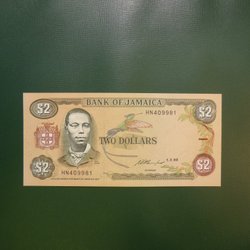 $2
BANK OF JAMAICA
$2
HN409981
TWO DOLLARS
HN409981
$2
$2